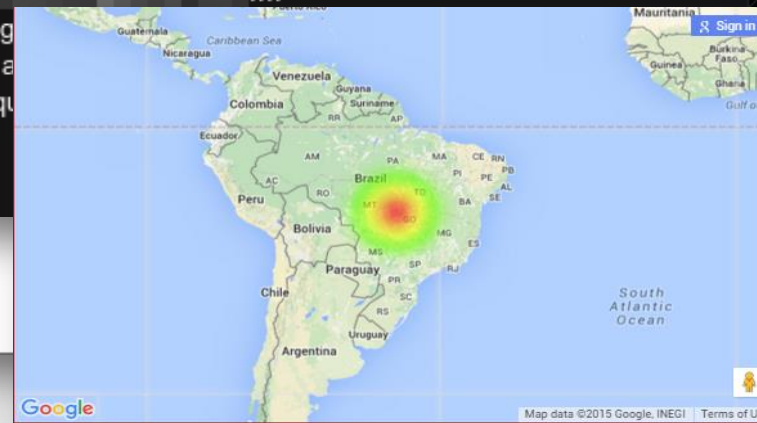 Mauritania
Sign in
Guatemala
Caribbean Sea
Nicaragua
Burkina
Faso
Guinea
Ghana
Venezuela
Guyana
Colombia
Suriname
RR
AP
Gulf o
Ecuador
AM
PA
MA
CE
RN
PB
PI
PE
AL
SE
AC
Brazil
TO
RO
MT
BA
Peru
GO
Bolivia
MG
ES
MS
SP
RJ
Paraguay
PR
Chile
SC
South
Atlantic
Ocean
RS
Uruguay
Argentina
Google
Map data ©2015 Google, INEGI
Terms of U